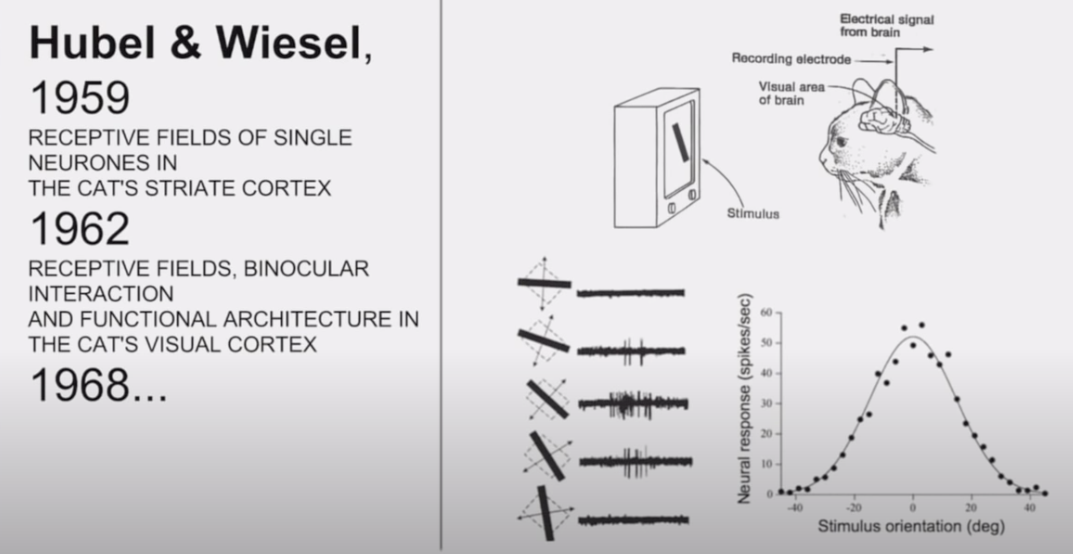 Hubel & Wiesel,
1959
RECEPTIVE FIELDS OF SINGLE
NEURONES IN
THE CAT'S STRIATE CORTEX
1962
RECEPTIVE FIELDS, BINOCULAR
INTERACTION
AND FUNCTIONAL ARCHITECTURE IN
THE CAT'S VISUAL CORTEX
1968...
Electrical signal
from brain
Recording electrode
Visual area
of brain
Stimulus
Neural response (spikes/sec)
60
50
40
30
20
10
0
-40 -20 0 20 40
Stimulus orientation (deg)